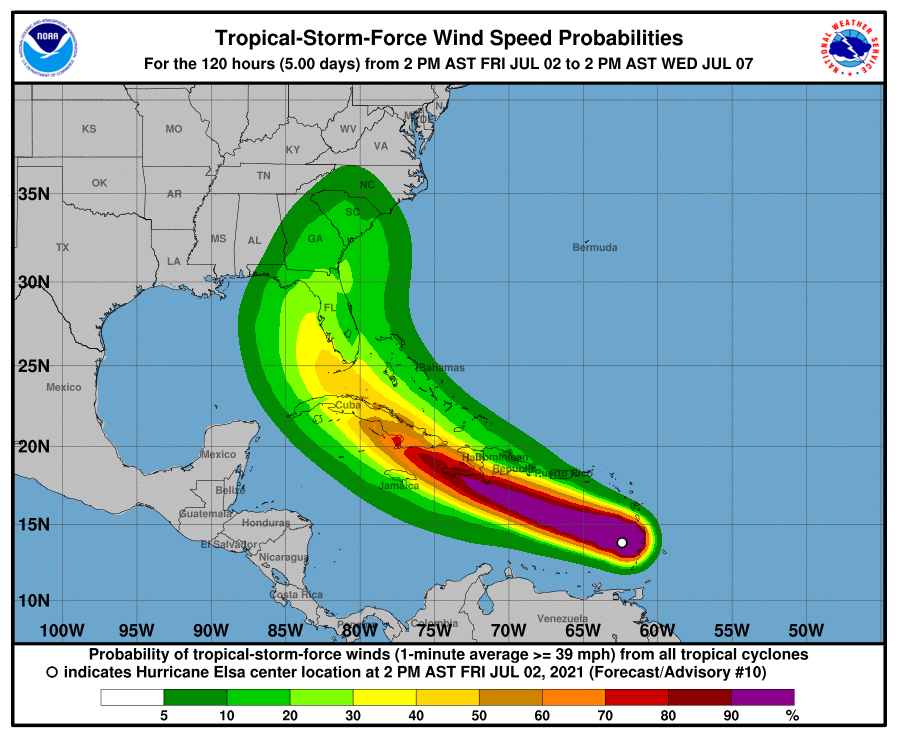 Tropical-Storm-Force Wind Speed Probabilities
For the 120 hours (5.00 days) from 2 PM AST FRI JUL 02 to 2 PM AST WED JUL 07
NOAA
NATIONAL WEATHER SERVICE
KS
MO
KY
WV
VA
OK
AR
TN
NC
35N
SC
TX
MS
AL
GA
LA
Bermuda
30N
FL
25N
Mexico
Bahamas
Cuba
20N
Mexico
Dominican
Republic
Puerto Rico
Jamaica
Belize
Guatemala
15N
Honduras
El Salvador
Nicaragua
Costa Rica
10N
Colombia
Venezuela
100W 95W 90W 85W 80W 75W 70W 65W 60W 55W 50W
Probability of tropical-storm-force winds (1-minute average >= 39 mph) from all tropical cyclones
indicates Hurricane Elsa center location at 2 PM AST FRI JUL 02, 2021 (Forecast/Advisory #10)
5 10 20 30 40 50 60 70 80 90 %